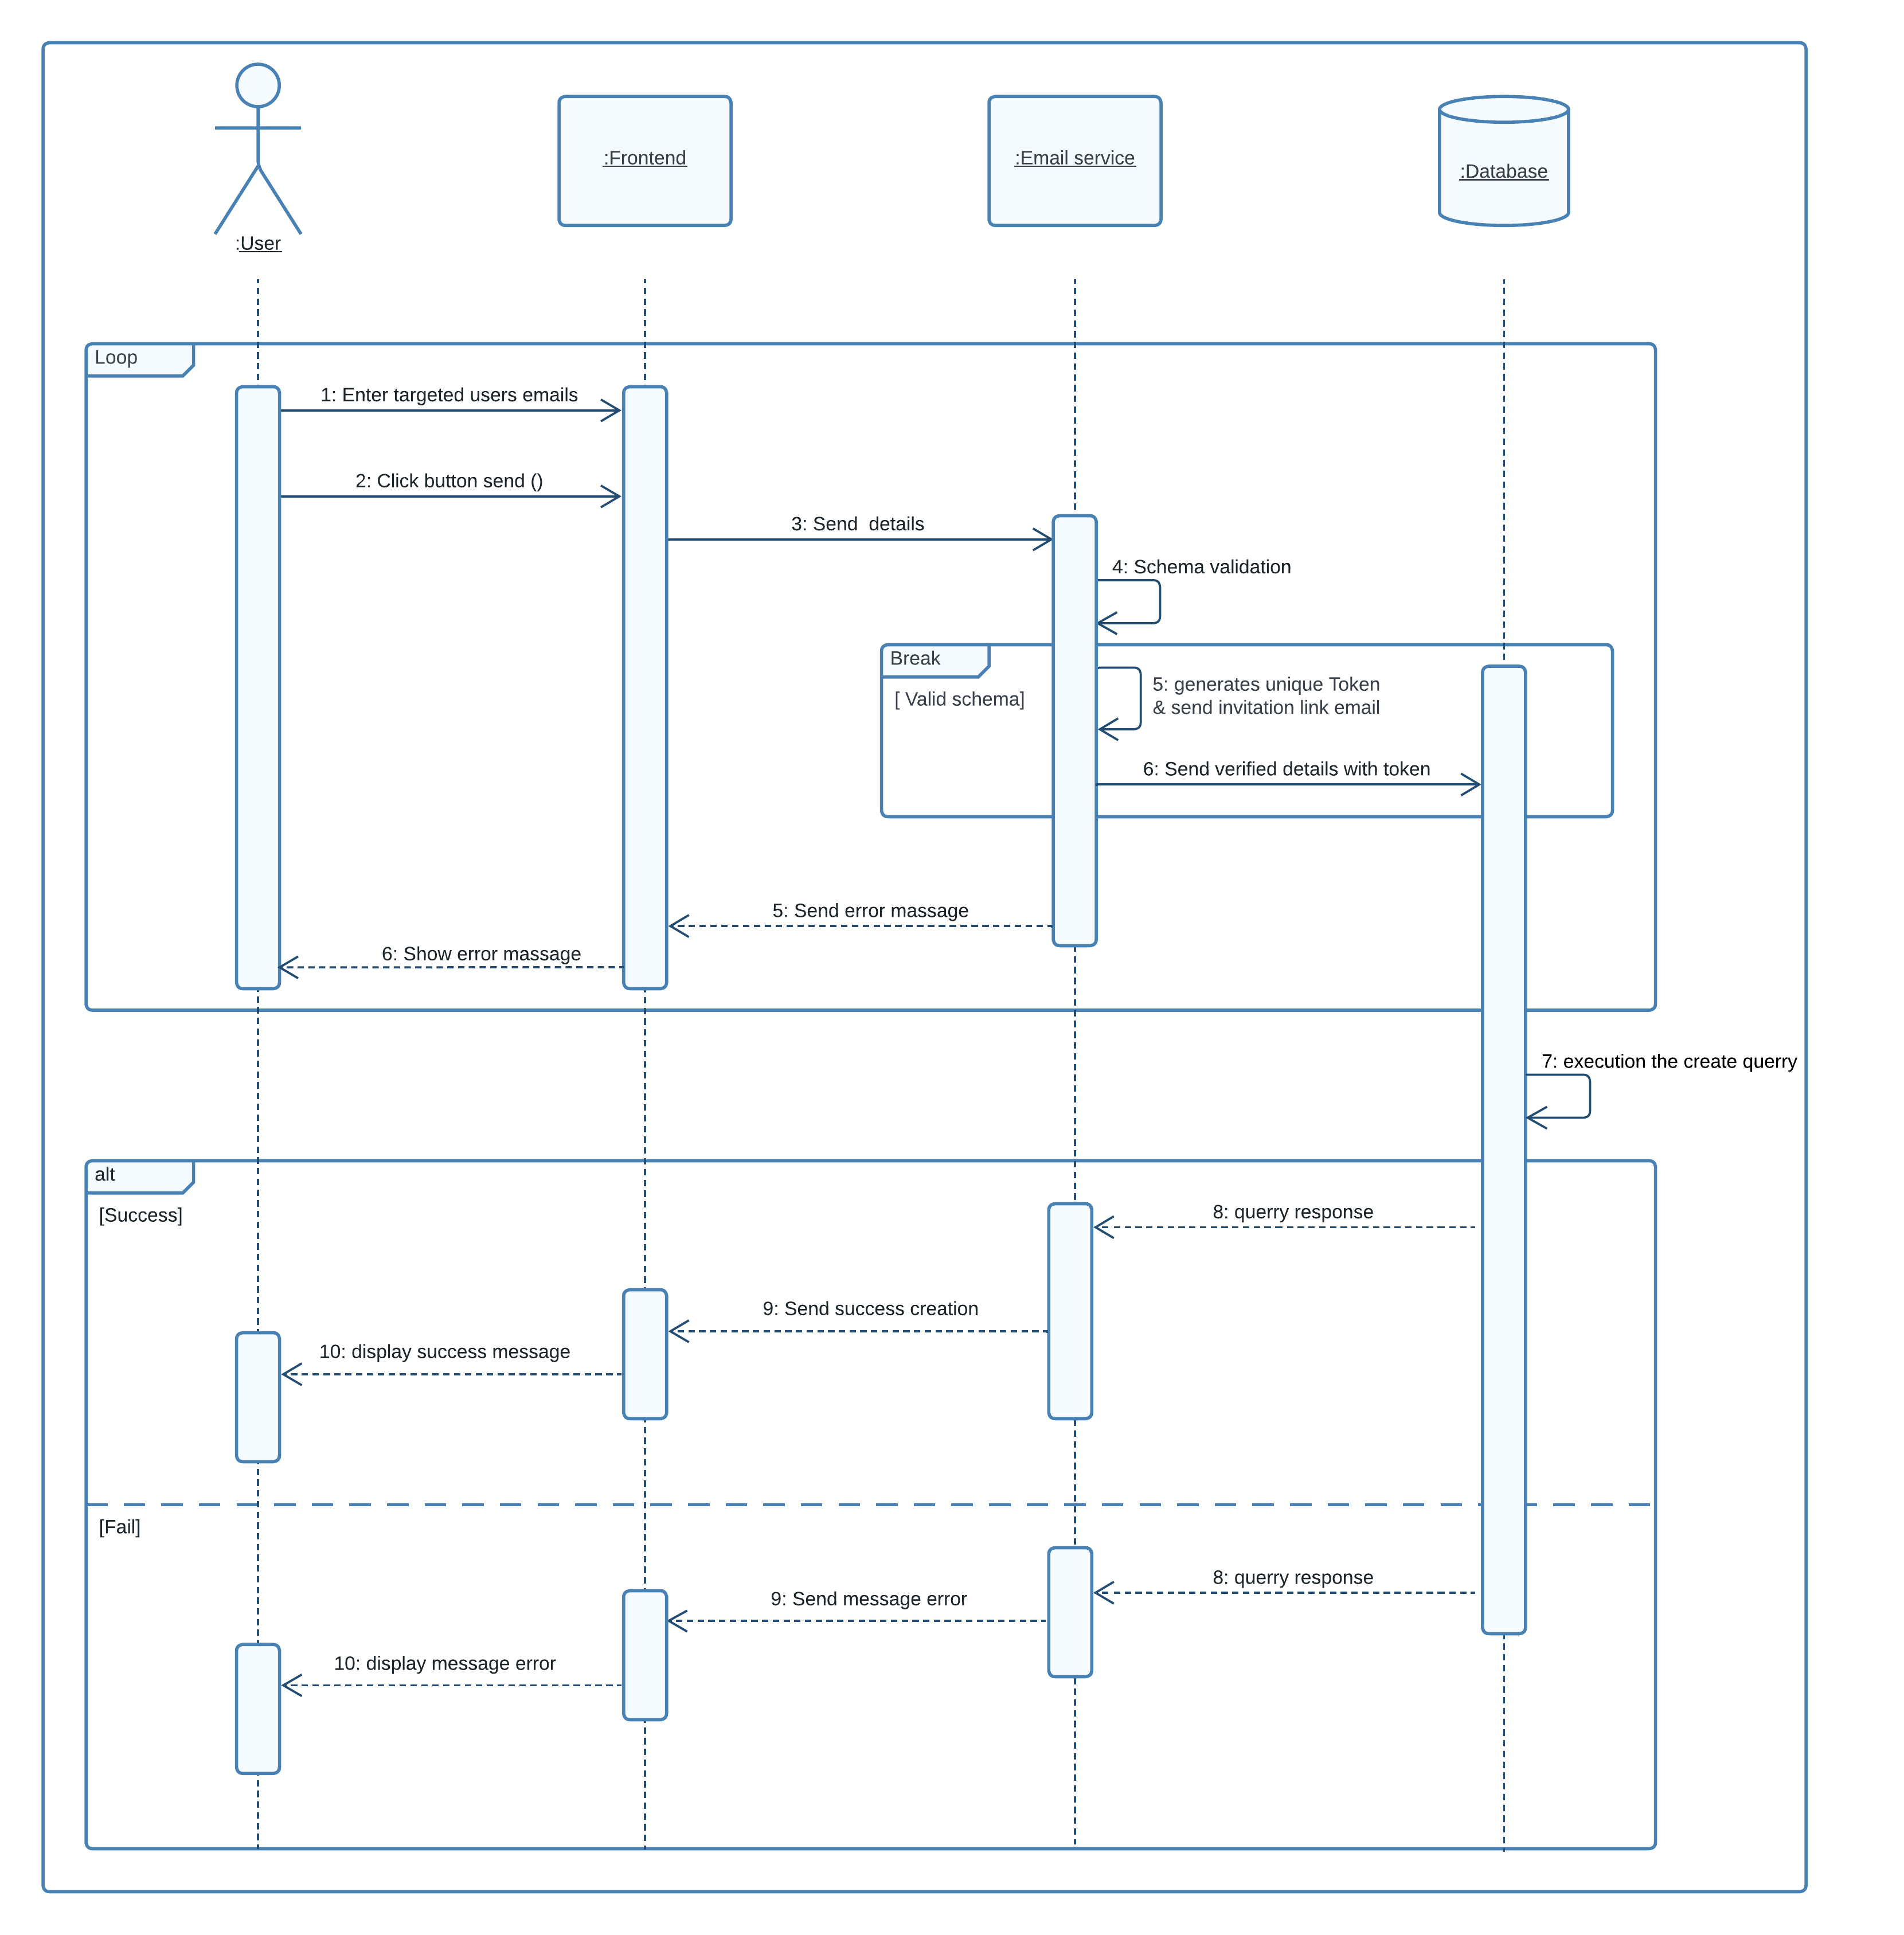 :User
:Frontend
:Email service
:Database
Loop
1: Enter targeted users emails
2: Click button send ()
3: Send  details
4: Schema validation
Break
[ Valid schema]
5: generates unique Token
& send invitation link email
6: Send verified details with token
5: Send error massage
6: Show error massage
7: execution the create querry
alt
[Success]
8: querry response
9: Send success creation
10: display success message
[Fail]
8: querry response
9: Send message error
10: display message error